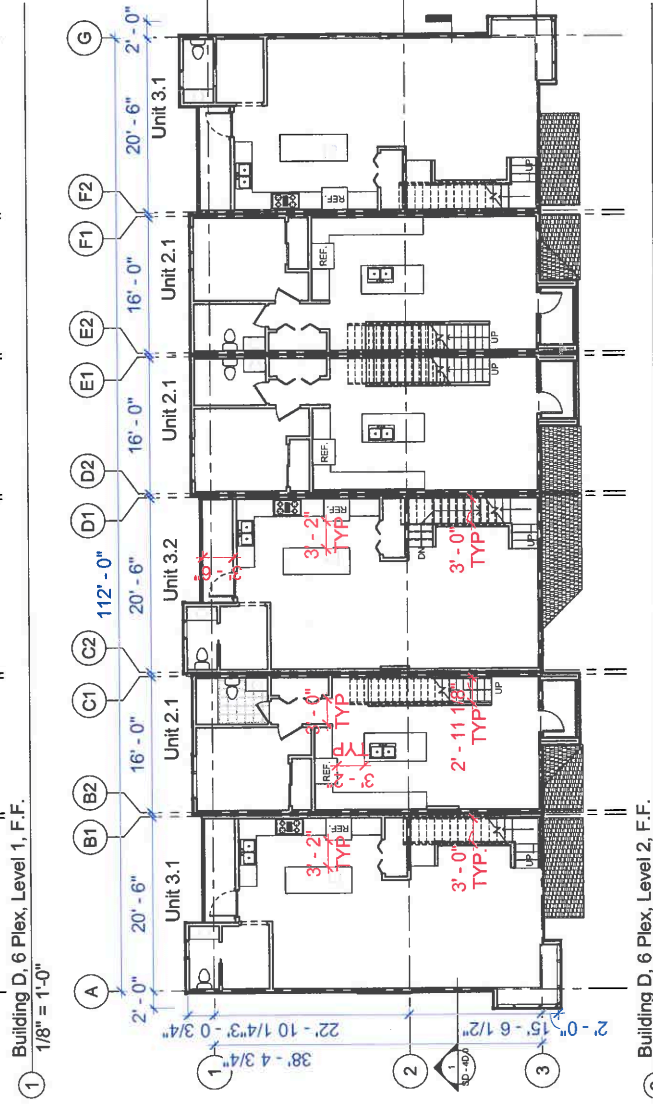 1
Building D, 6 Plex, Level 1, F.F.
1/8" = 1'-0"
A
B1
B2
C1
C2
D1
D2
E1
E2
F1
F2
G
112' - 0"
2' - 0"
20' - 6"
16' - 0"
20' - 6"
16' - 0"
16' - 0"
20' - 6"
2' - 0"
Unit 3.1
Unit 2.1
Unit 3.2
Unit 2.1
Unit 2.1
Unit 3.1
1
2
3
38' - 4 3/4"
3' - 0 3/4"
22' - 10 1/4"
15' - 6 1/2"
2' - 0"
1
REF.
3' - 2"
TYP
3' - 0"
TYP.
UP
REF.
3' - 2"
TYP
3' - 0"
TYP
2' - 11 1/8"
TYP
UP
REF.
3' - 2"
TYP
3' - 0"
TYP
DN
UP
REF.
UP
REF.
UP
REF.
UP
Building D, 6 Plex, Level 2, F.F.